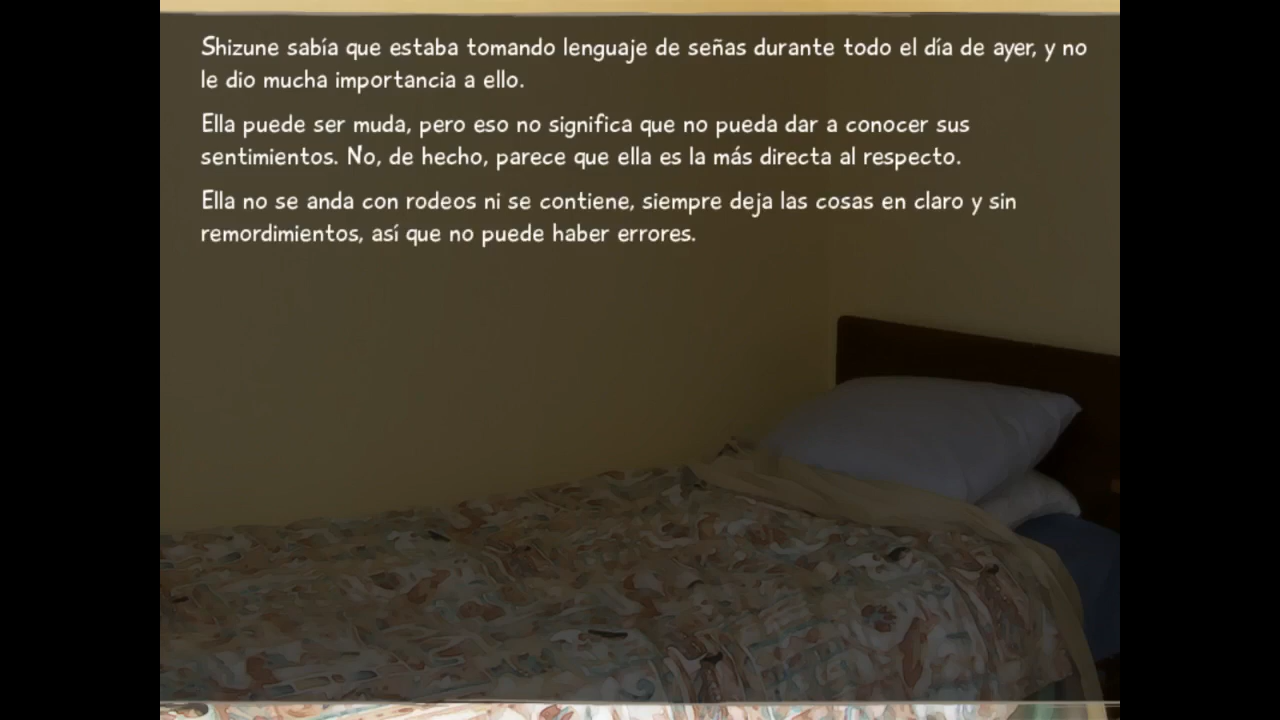 Shizune sabía que estaba tomando lenguaje de señas durante todo el día de ayer, y no
le dio mucha importancia a ello.
Ella puede ser muda, pero eso no significa que no pueda dar a conocer sus
sentimientos. No, de hecho, parece que ella es la más directa al respecto.
Ella no se anda con rodeos ni se contiene, siempre deja las cosas en claro y sin
remordimientos, así que no puede haber errores.